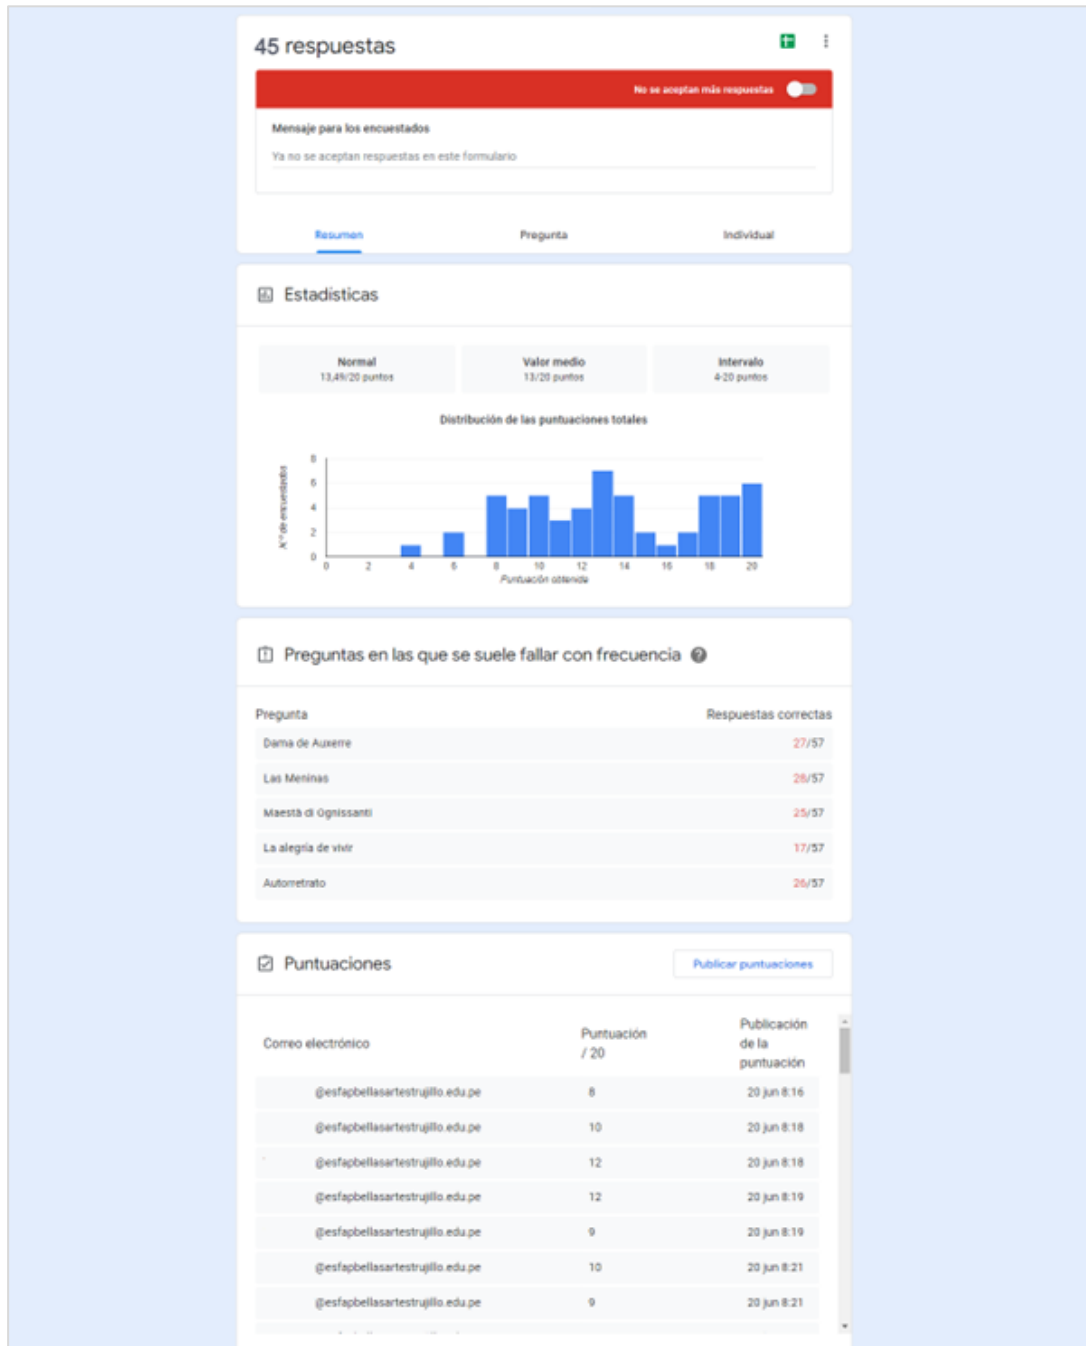 45 respuestas
No se aceptan más respuestas
Mensaje para los encuestados
Ya no se aceptan respuestas en este formulario
Resumen Pregunta Individual
Estadísticas
Normal Valor medio Intervalo
13,49/20 puntos 13/20 puntos 4-20 puntos
Distribución de las puntuaciones totales
N.º de encuestados
8
6
4
2
0
0 2 4 6 8 10 12 14 16 18 20
Puntuación obtenida
Preguntas en las que se suele fallar con frecuencia
Pregunta Respuestas correctas
Dama de Auxerre 27/57
Las Meninas 28/57
Maestà di Ognissanti 25/57
La alegría de vivir 17/57
Autorretrato 26/57
Puntuaciones Publicar puntuaciones
Correo electrónico Puntuación / 20 Publicación de la puntuación
@esfapbellasartestrujillo.edu.pe 8 20 jun 8:16
@esfapbellasartestrujillo.edu.pe 10 20 jun 8:18
@esfapbellasartestrujillo.edu.pe 12 20 jun 8:18
@esfapbellasartestrujillo.edu.pe 12 20 jun 8:19
@esfapbellasartestrujillo.edu.pe 9 20 jun 8:19
@esfapbellasartestrujillo.edu.pe 10 20 jun 8:21
@esfapbellasartestrujillo.edu.pe 9 20 jun 8:21